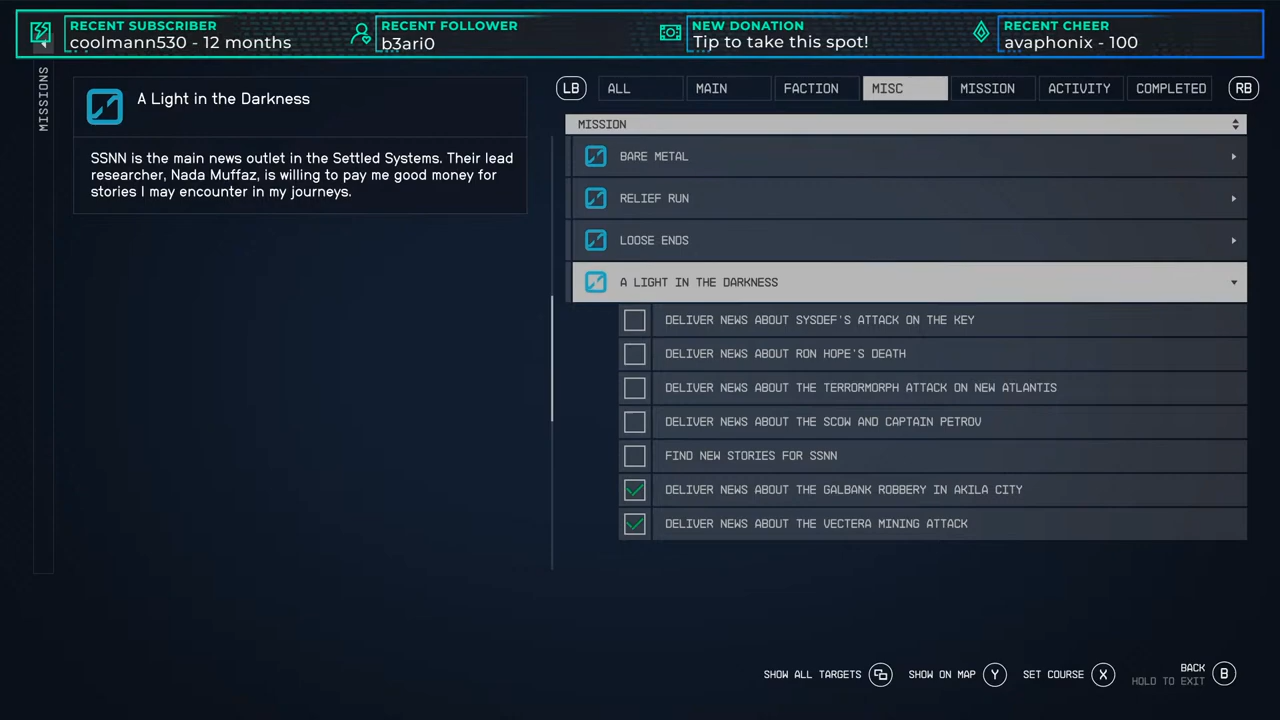 RECENT SUBSCRIBER
coolmann530 - 12 months
RECENT FOLLOWER
b3ari0
NEW DONATION
Tip to take this spot!
RECENT CHEER
avaphonix - 100
MISSIONS
A Light in the Darkness
SSNN is the main news outlet in the Settled Systems. Their lead
researcher, Nada Muffaz, is willing to pay me good money for
stories I may encounter in my journeys.
LB ALL MAIN FACTION MISC MISSION ACTIVITY COMPLETED RB
MISSION
BARE METAL
RELIEF RUN
LOOSE ENDS
A LIGHT IN THE DARKNESS
DELIVER NEWS ABOUT SYSDEF'S ATTACK ON THE KEY
DELIVER NEWS ABOUT RON HOPE'S DEATH
DELIVER NEWS ABOUT THE TERRORMORPH ATTACK ON NEW ATLANTIS
DELIVER NEWS ABOUT THE SCOW AND CAPTAIN PETROV
FIND NEW STORIES FOR SSNN
DELIVER NEWS ABOUT THE GALBANK ROBBERY IN AKILA CITY
DELIVER NEWS ABOUT THE VECTERA MINING ATTACK
SHOW ALL TARGETS SHOW ON MAP Y SET COURSE X BACK B
HOLD TO EXIT